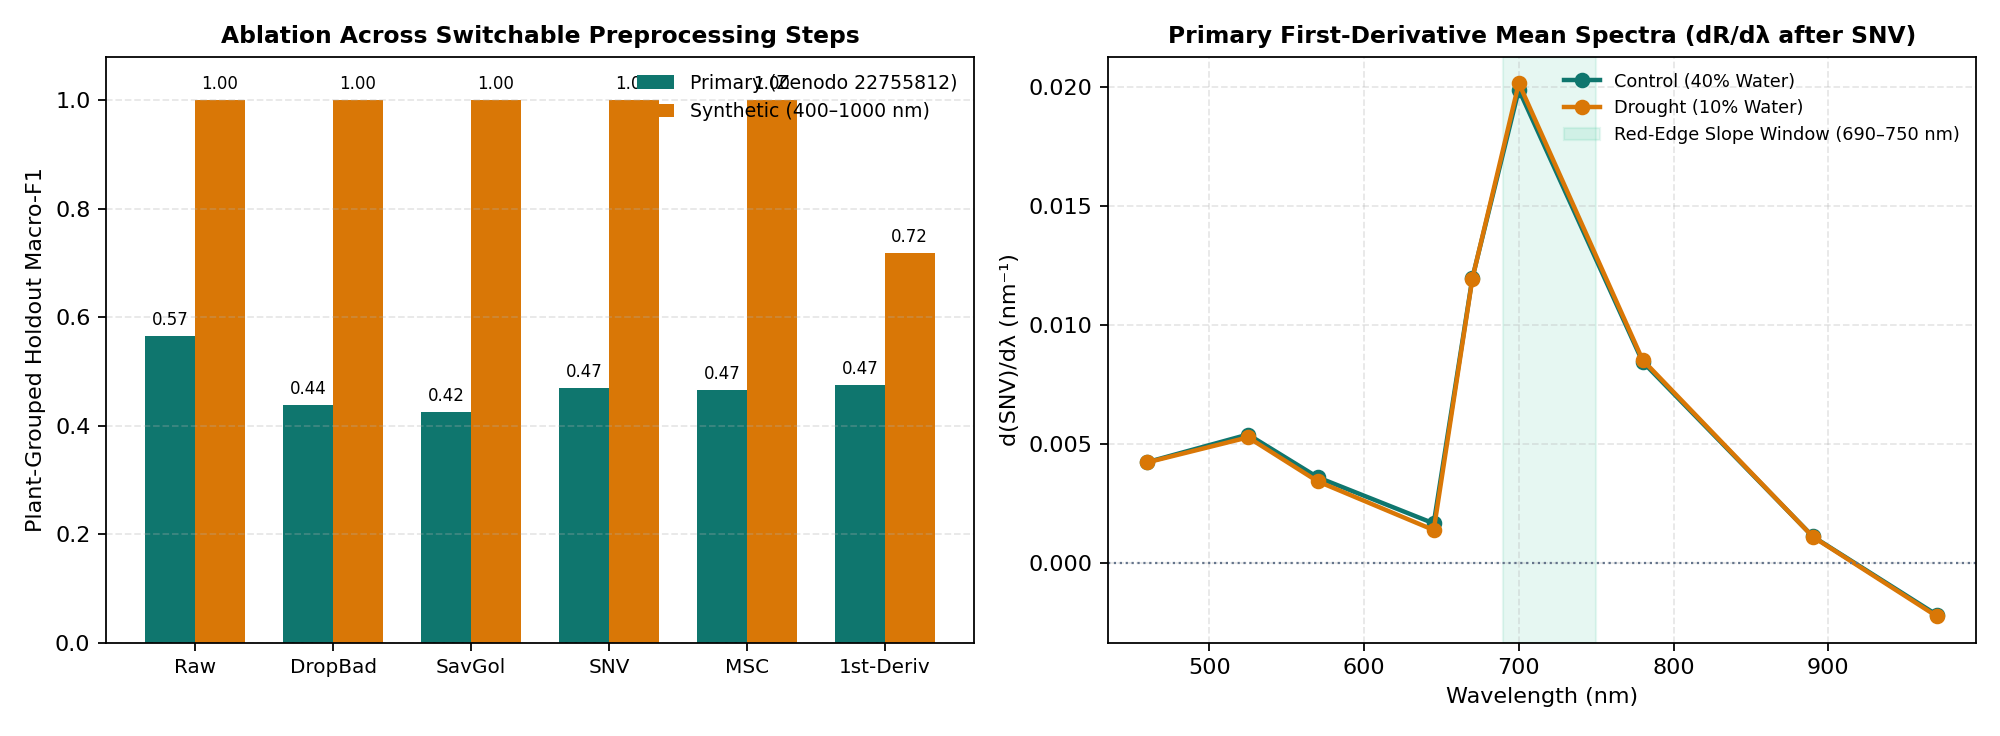 Ablation Across Switchable Preprocessing Steps
Plant-Grouped Holdout Macro-F1
1.0
0.8
0.6
0.4
0.2
0.0
1.00 1.00 1.00 1.00 0.72
0.57 0.44 0.42 0.47 0.47 0.47
Primary (Zenodo 22755812)
Synthetic (400–1000 nm)
Raw DropBad SavGol SNV MSC 1st-Deriv
Primary First-Derivative Mean Spectra (dR/dλ after SNV)
d(SNV)/dλ (nm⁻¹)
0.020
0.015
0.010
0.005
0.000
Control (40% Water)
Drought (10% Water)
Red-Edge Slope Window (690–750 nm)
500 600 700 800 900
Wavelength (nm)